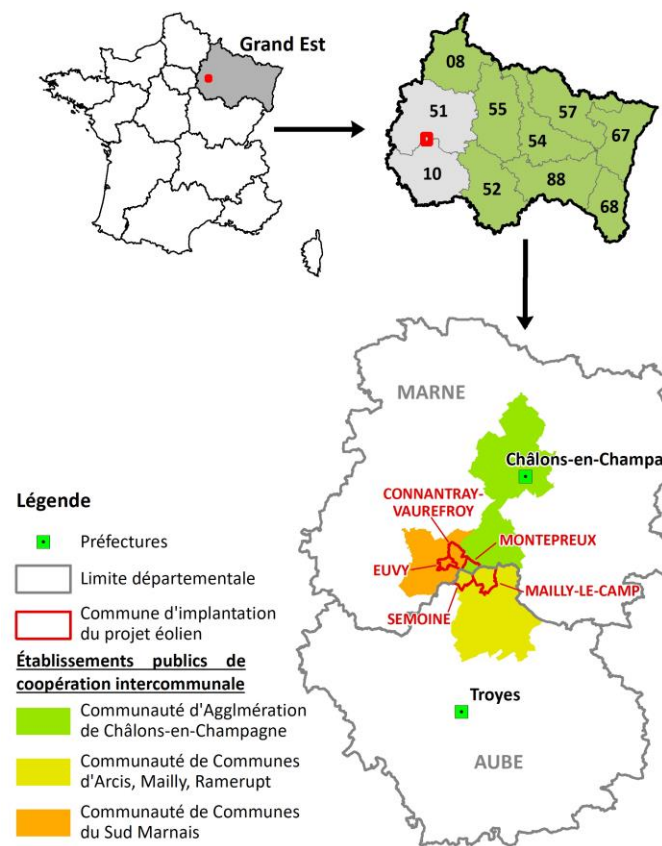 Grand Est
08
51
55
57
54
67
10
52
88
68
MARNE
Châlons-en-Champa
CONNANTRAY-
VAUREFROY
MONTEPREUX
EUVY
MAILLY-LE-CAMP
SEMOINE
Troyes
AUBE
Légende
Préfectures
Limite départementale
Commune d'implantation
du projet éolien
Établissements publics de
coopération intercommunale
Communauté d'Agglmération
de Châlons-en-Champagne
Communauté de Communes
d'Arcis, Mailly, Ramerupt
Communauté de Communes
du Sud Marnais